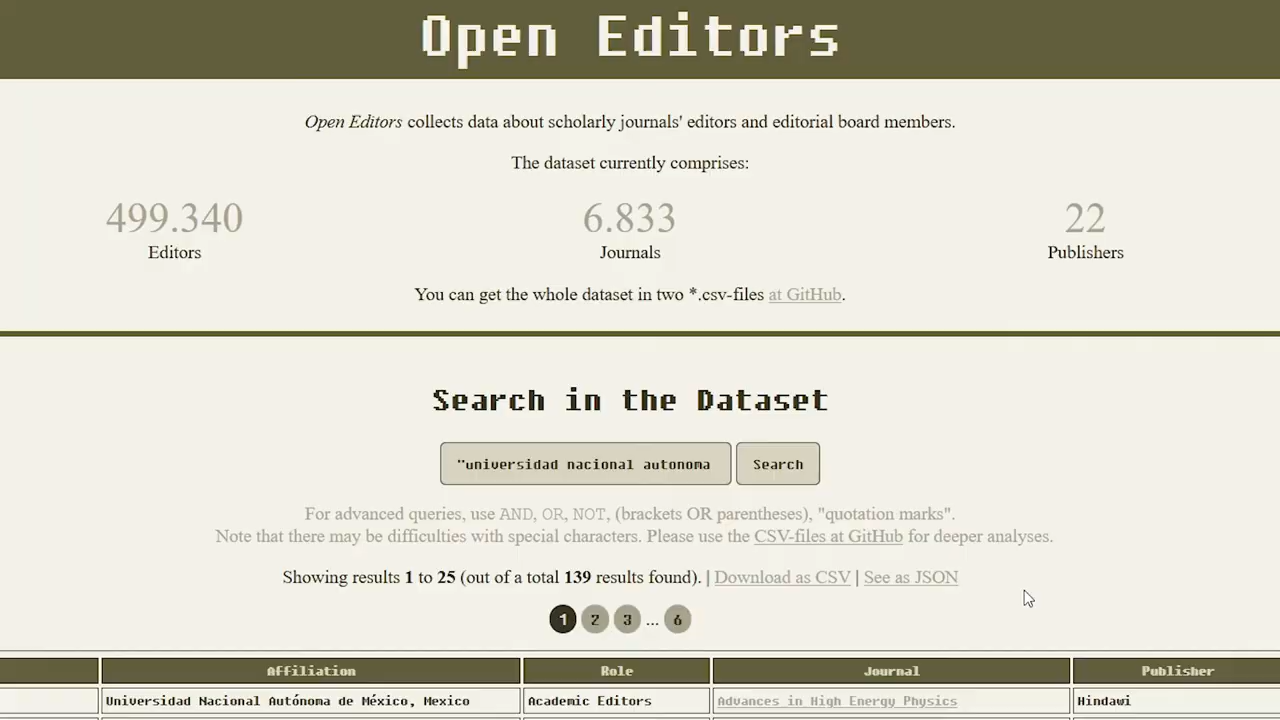 Open Editors
Open Editors collects data about scholarly journals' editors and editorial board members.
The dataset currently comprises:
499.340 6.833 22
Editors Journals Publishers
You can get the whole dataset in two *.csv-files at GitHub.
Search in the Dataset
"universidad nacional autonoma Search
For advanced queries, use AND, OR, NOT, (brackets OR parentheses), "quotation marks".
Note that there may be difficulties with special characters. Please use the CSV-files at GitHub for deeper analyses.
Showing results 1 to 25 (out of a total 139 results found). | Download as CSV | See as JSON
1 2 3 ... 6
Affiliation Role Journal Publisher
Universidad Nacional Autónoma de México, Mexico Academic Editors Advances in High Energy Physics Hindawi